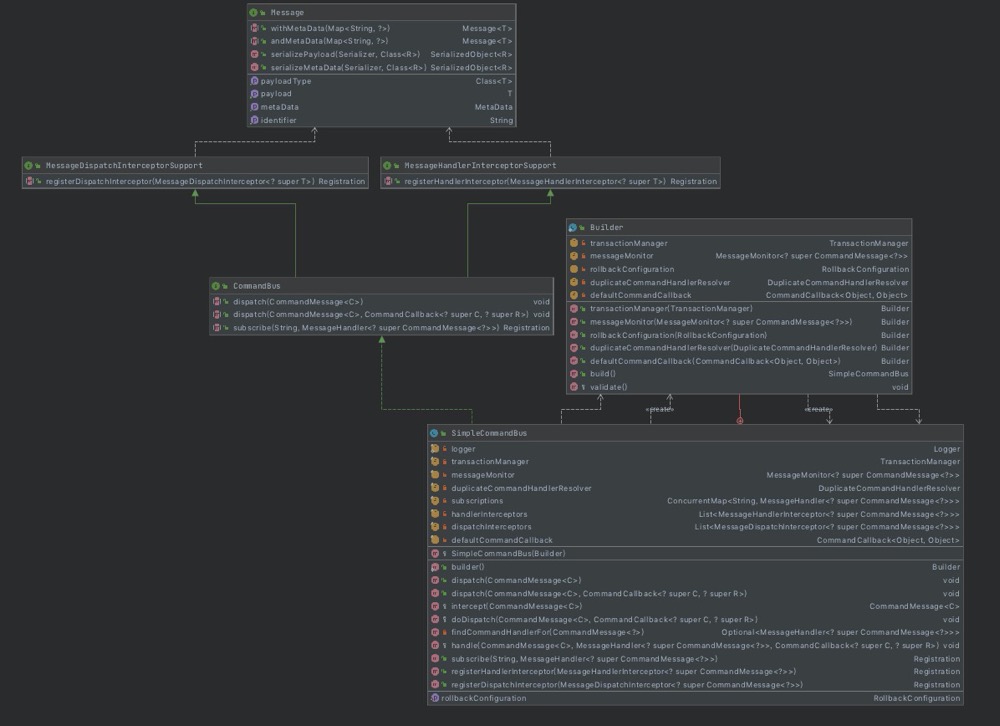 Message
withMetaData(Map<String, ?>) Message<T>
andMetaData(Map<String, ?>) Message<T>
serializePayload(Serializer, Class<R>) SerializedObject<R>
serializeMetaData(Serializer, Class<R>) SerializedObject<R>
payloadType Class<T>
payload T
metaData MetaData
identifier String
MessageDispatchInterceptorSupport
registerDispatchInterceptor(MessageDispatchInterceptor<? super T>) Registration
MessageHandlerInterceptorSupport
registerHandlerInterceptor(MessageHandlerInterceptor<? super T>) Registration
CommandBus
dispatch(CommandMessage<C>) void
dispatch(CommandMessage<C>, CommandCallback<? super C, ? super R>) void
subscribe(String, MessageHandler<? super CommandMessage<?>>) Registration
Builder
transactionManager TransactionManager
messageMonitor MessageMonitor<? super CommandMessage<?>>
rollbackConfiguration RollbackConfiguration
duplicateCommandHandlerResolver DuplicateCommandHandlerResolver
defaultCommandCallback CommandCallback<Object, Object>
transactionManager(TransactionManager) Builder
messageMonitor(MessageMonitor<? super CommandMessage<?>>) Builder
rollbackConfiguration(RollbackConfiguration) Builder
duplicateCommandHandlerResolver(DuplicateCommandHandlerResolver) Builder
defaultCommandCallback(CommandCallback<Object, Object>) Builder
build() SimpleCommandBus
validate() void
«create» «create»
SimpleCommandBus
logger Logger
transactionManager TransactionManager
messageMonitor MessageMonitor<? super CommandMessage<?>>
duplicateCommandHandlerResolver DuplicateCommandHandlerResolver
subscriptions ConcurrentMap<String, MessageHandler<? super CommandMessage<?>>>
handlerInterceptors List<MessageHandlerInterceptor<? super CommandMessage<?>>>
dispatchInterceptors List<MessageDispatchInterceptor<? super CommandMessage<?>>>
defaultCommandCallback CommandCallback<Object, Object>
SimpleCommandBus(Builder)
builder() Builder
dispatch(CommandMessage<C>) void
dispatch(CommandMessage<C>, CommandCallback<? super C, ? super R>) void
intercept(CommandMessage<C>) CommandMessage<C>
doDispatch(CommandMessage<C>, CommandCallback<? super C, ? super R>) void
findCommandHandlerFor(CommandMessage<?>) Optional<MessageHandler<? super CommandMessage<?>>>
handle(CommandMessage<C>, MessageHandler<? super CommandMessage<?>>, CommandCallback<? super C, ? super R>) void
subscribe(String, MessageHandler<? super CommandMessage<?>>) Registration
registerHandlerInterceptor(MessageHandlerInterceptor<? super CommandMessage<?>>) Registration
registerDispatchInterceptor(MessageDispatchInterceptor<? super CommandMessage<?>>) Registration
rollbackConfiguration RollbackConfiguration